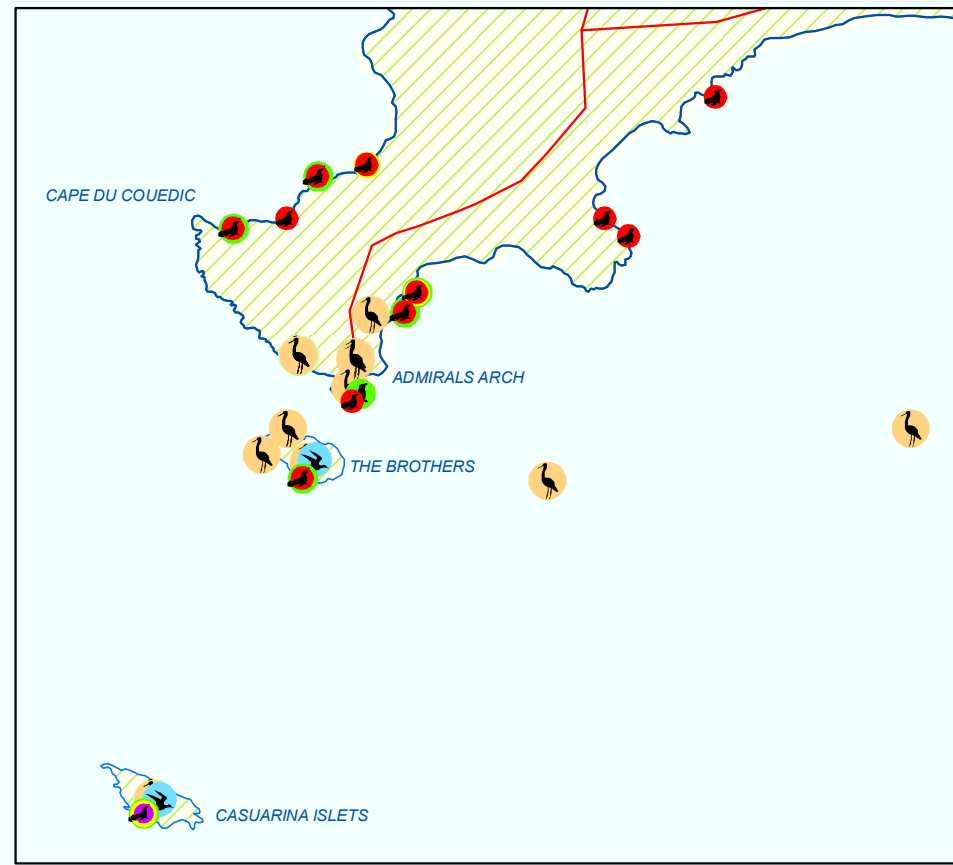 CAPE DU COUEDIC
ADMIRALS ARCH
THE BROTHERS
CASUARINA ISLETS